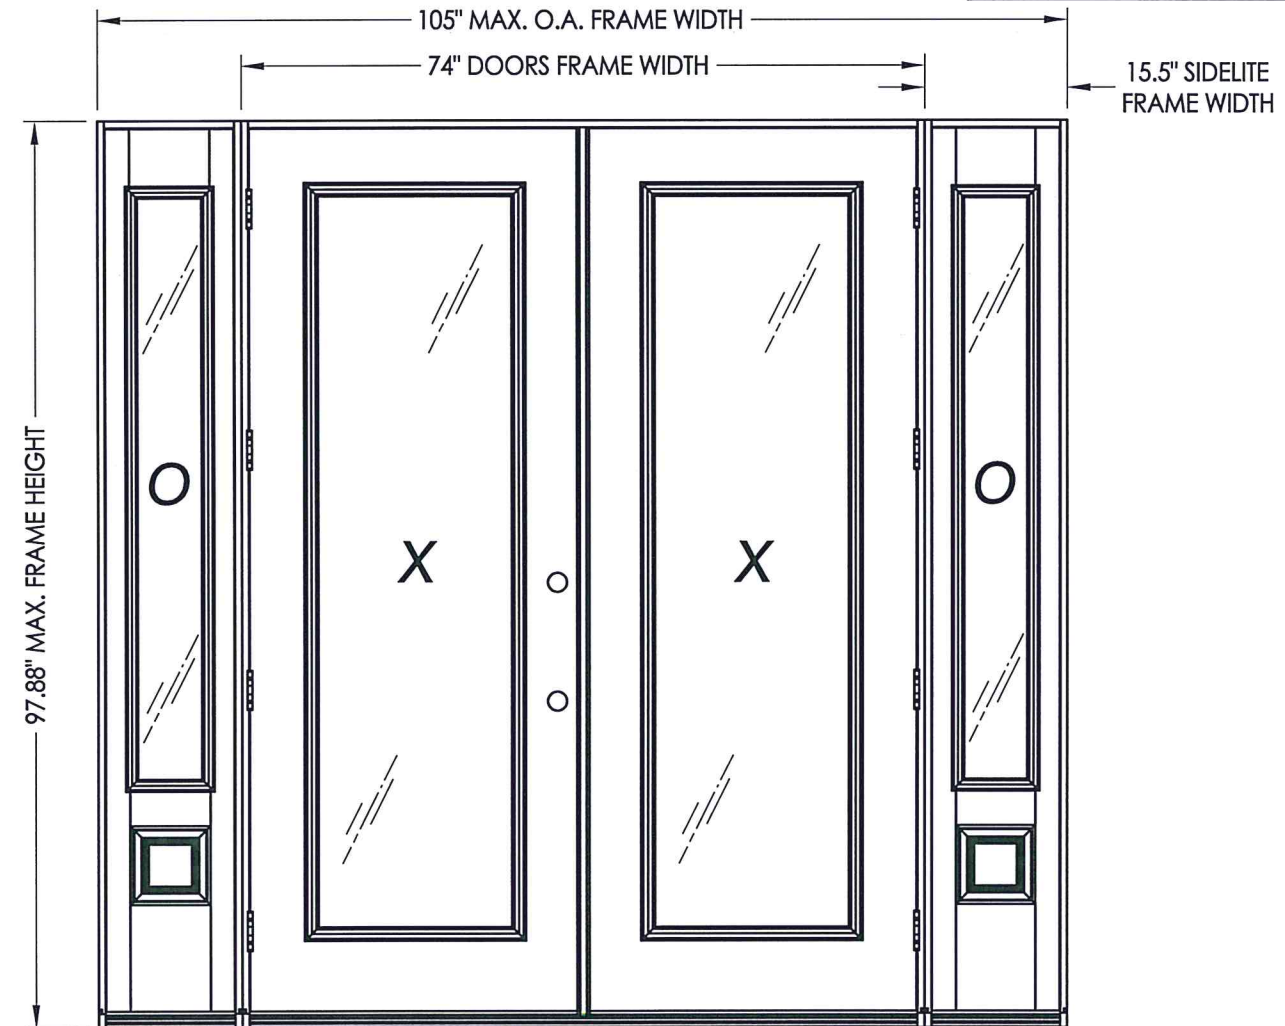 105" MAX. O.A. FRAME WIDTH
74" DOORS FRAME WIDTH
15.5" SIDELITE
FRAME WIDTH
97.88" MAX. FRAME HEIGHT
O
X
X
O